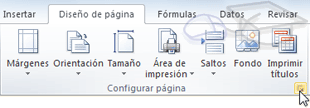 Insertar Diseño de página Fórmulas Datos Revisar
Márgenes Orientación Tamaño Área de impresión Saltos Fondo Imprimir títulos
Configurar página